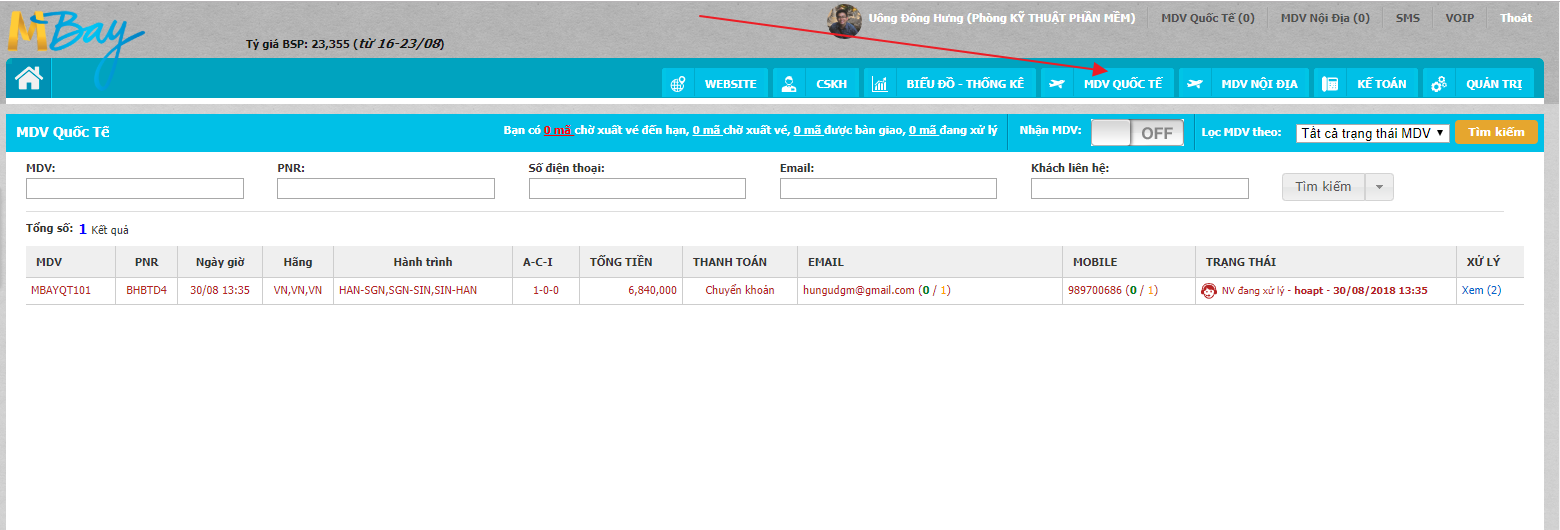 MBay
Uông Đông Hưng (Phòng KỸ THUẬT PHẦN MỀM) MDV Quốc Tế (0) MDV Nội Địa (0) SMS VOIP Thoát
Tỷ giá BSP: 23,355 (từ 16-23/08)
WEBSITE CSKH BIỂU ĐỒ - THỐNG KÊ MDV QUỐC TẾ MDV NỘI ĐỊA KẾ TOÁN QUẢN TRỊ
MDV Quốc Tế Bạn có 0 mã chờ xuất vé đến hạn, 0 mã chờ xuất vé, 0 mã được bàn giao, 0 mã đang xử lý Nhận MDV: OFF Lọc MDV theo: Tất cả trạng thái MDV Tìm kiếm
MDV: PNR: Số điện thoại: Email: Khách liên hệ:
Tìm kiếm
Tổng số: 1 Kết quả
MDV PNR Ngày giờ Hãng Hành trình A-C-I TỔNG TIỀN THANH TOÁN EMAIL MOBILE TRẠNG THÁI XỬ LÝ
MBAYQT101 BHBTD4 30/08 13:35 VN,VN,VN HAN-SGN,SGN-SIN,SIN-HAN 1-0-0 6,840,000 Chuyển khoản hungudgm@gmail.com (0 / 1) 989700686 (0 / 1) NV đang xử lý - hoapt - 30/08/2018 13:35 Xem (2)